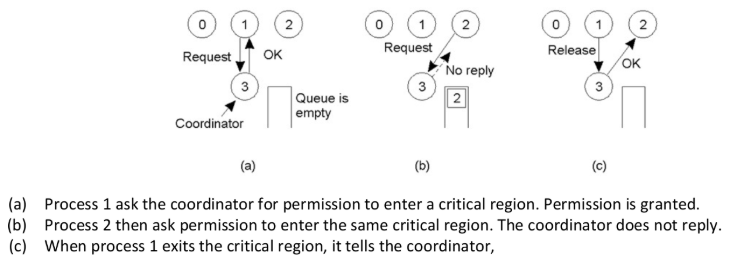 0 1 2
Request OK
3
Queue is
empty
Coordinator
(a)
0 1 2
Request
No reply
3
2
(b)
0 1 2
Release
OK
3
(c)
(a) Process 1 ask the coordinator for permission to enter a critical region. Permission is granted.
(b) Process 2 then ask permission to enter the same critical region. The coordinator does not reply.
(c) When process 1 exits the critical region, it tells the coordinator,